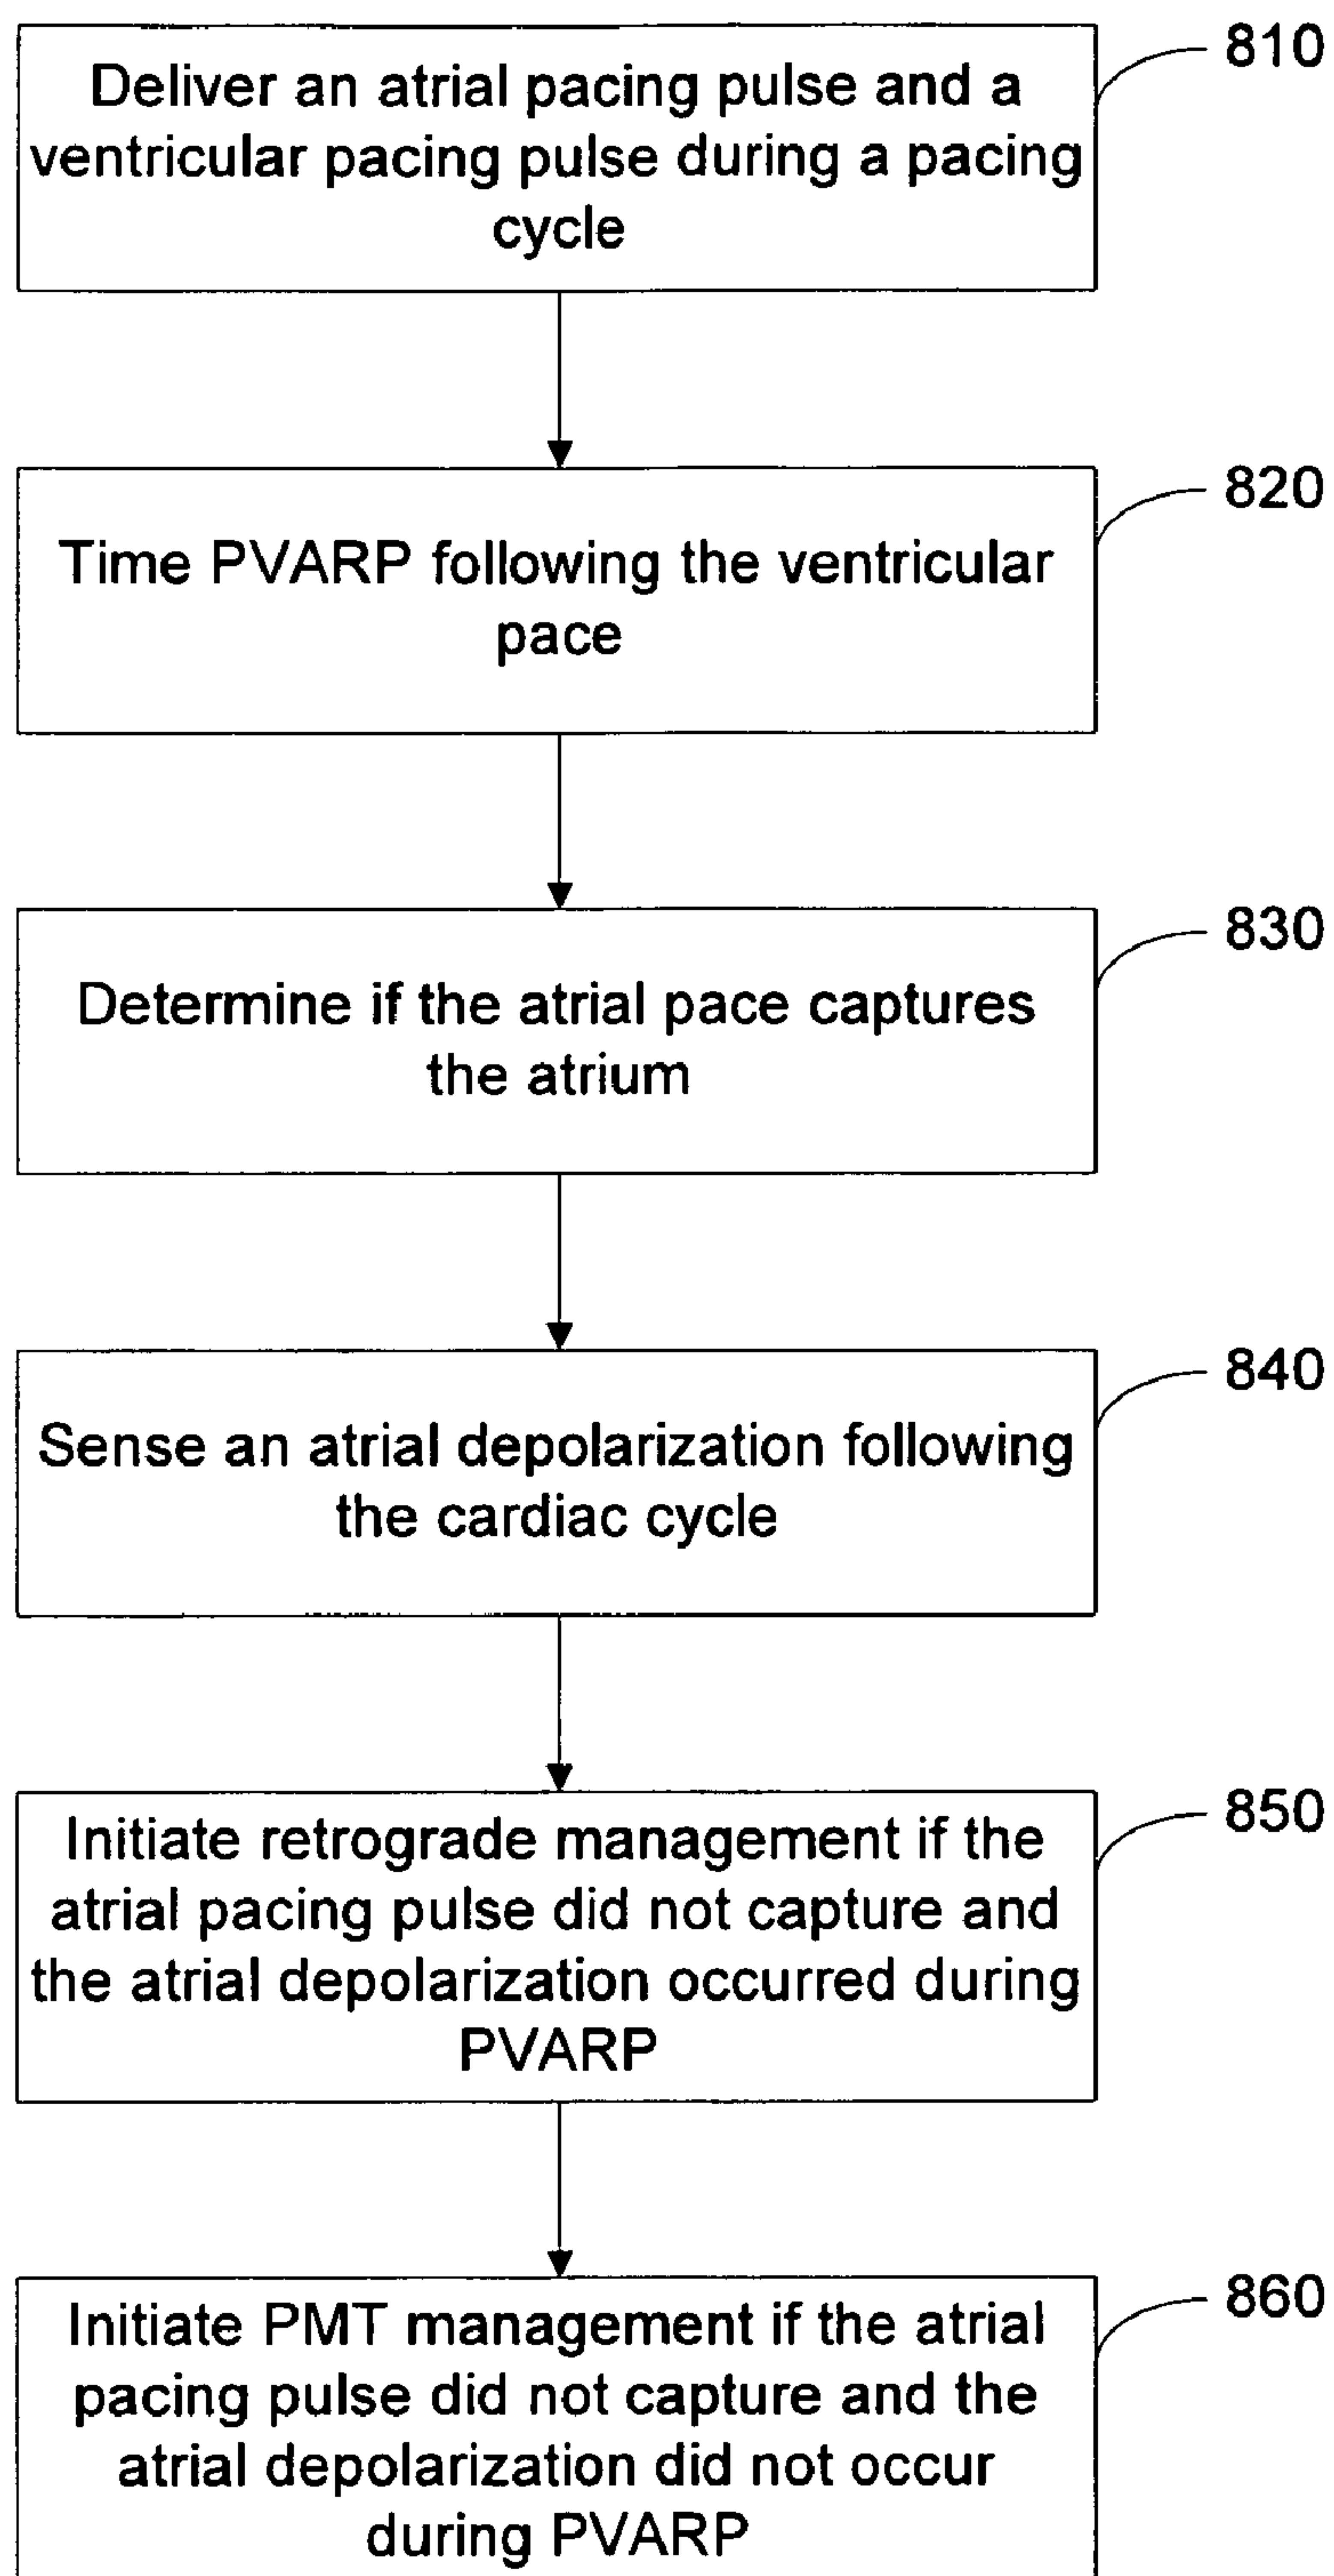 810
Deliver an atrial pacing pulse and a
ventricular pacing pulse during a pacing
cycle
820
Time PVARP following the ventricular
pace
830
Determine if the atrial pace captures
the atrium
840
Sense an atrial depolarization following
the cardiac cycle
850
Initiate retrograde management if the
atrial pacing pulse did not capture and
the atrial depolarization occurred during
PVARP
860
Initiate PMT management if the atrial
pacing pulse did not capture and the
atrial depolarization did not occur
during PVARP